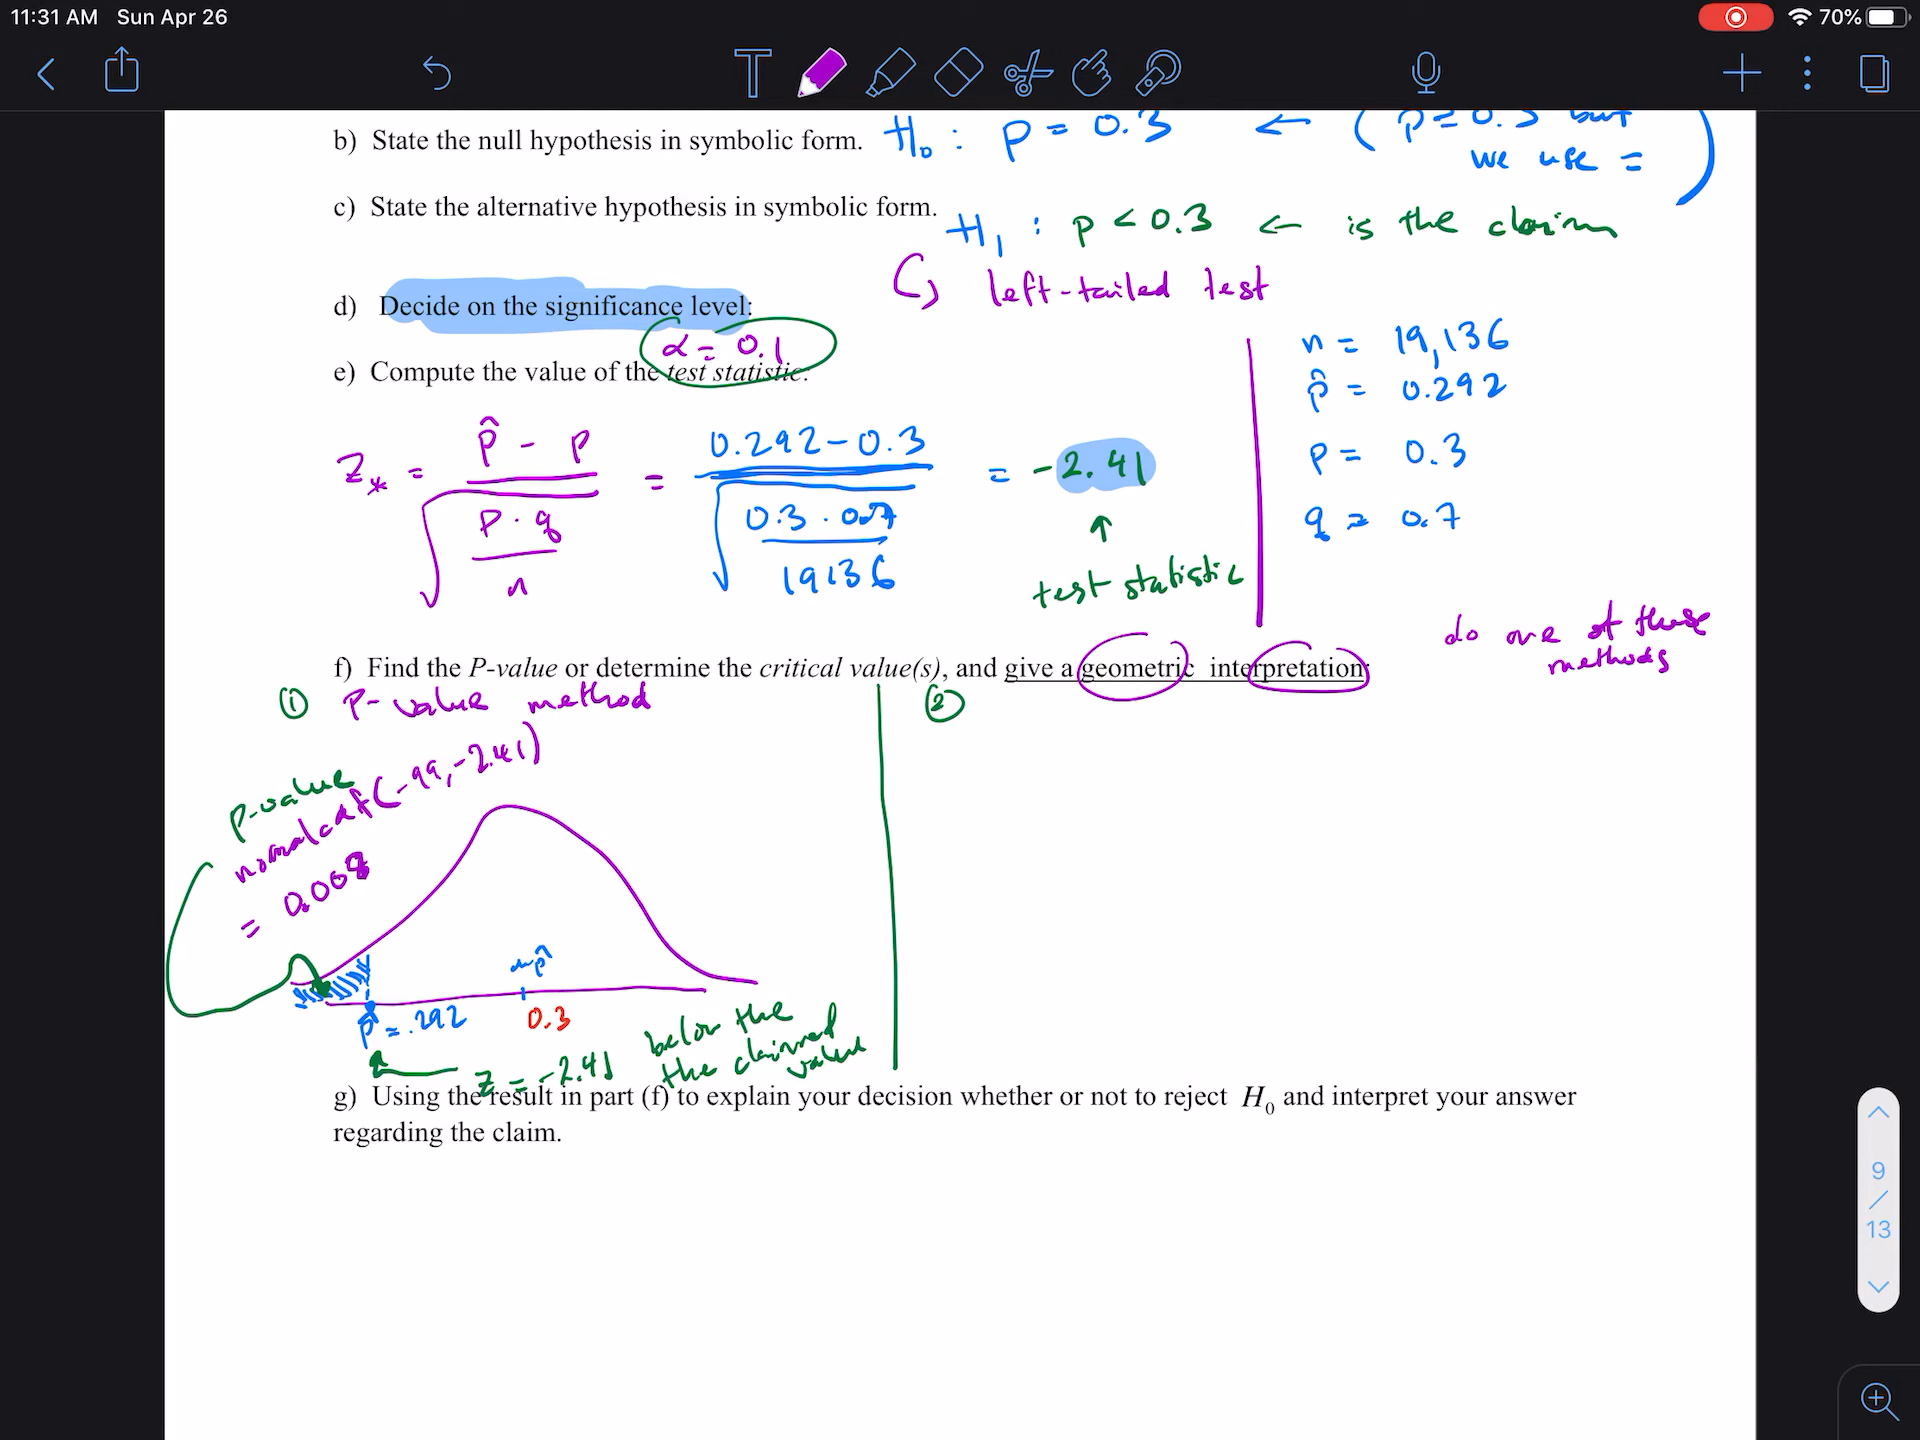 11:31 AM Sun Apr 26
70%
b) State the null hypothesis in symbolic form. H₀ : p = 0.3 ← ( but
we use = )
c) State the alternative hypothesis in symbolic form.
H₁ : p < 0.3 ← is the claim
left-tailed test
d) Decide on the significance level:
α = 0.1
e) Compute the value of the test statistic:
n = 19,136
p̂ = 0.292
p = 0.3
q = 0.7
Z* = (p̂ - p) / √(p · q / n) = (0.292 - 0.3) / √(0.3 · 0.7 / 19136) = -2.41
↑
test statistic
do one of these
methods
f) Find the P-value or determine the critical value(s), and give a geometric interpretation:
① P-value method
②
p-value
normalcdf(-99, -2.41)
= 0.008
p̂
p̂ = .292
0.3
z = -2.41 below the
the claimed
value
g) Using the result in part (f) to explain your decision whether or not to reject H₀ and interpret your answer
regarding the claim.
9
/
13